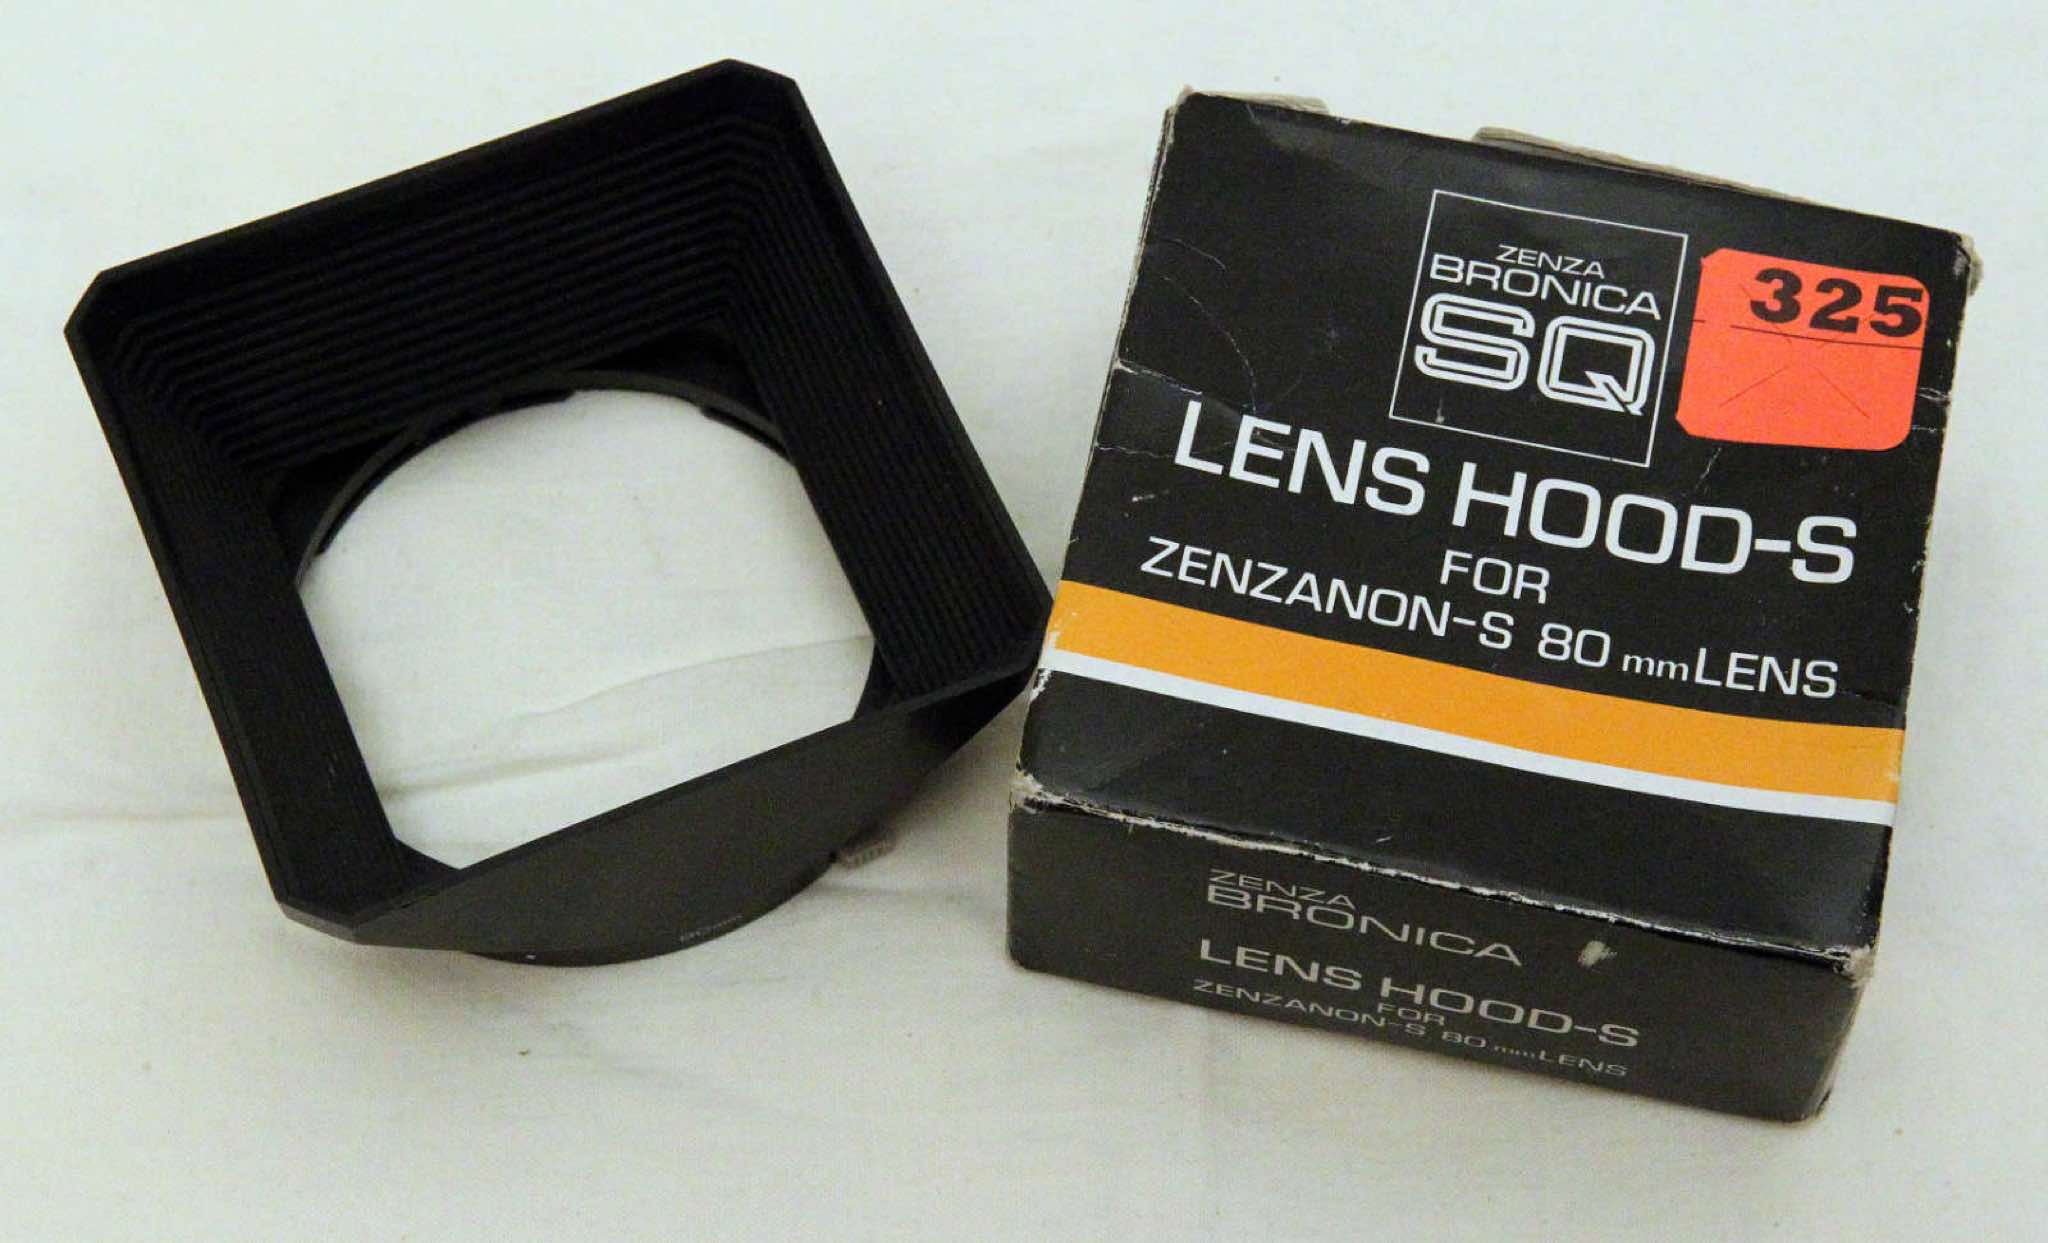 ZENZA
BRONICA
SQ
325
LENS HOOD-S
FOR
ZENZANON-S 80 mm LENS
ZENZA
BRONICA
LENS HOOD-S
FOR
ZENZANON-S 80 mm LENS